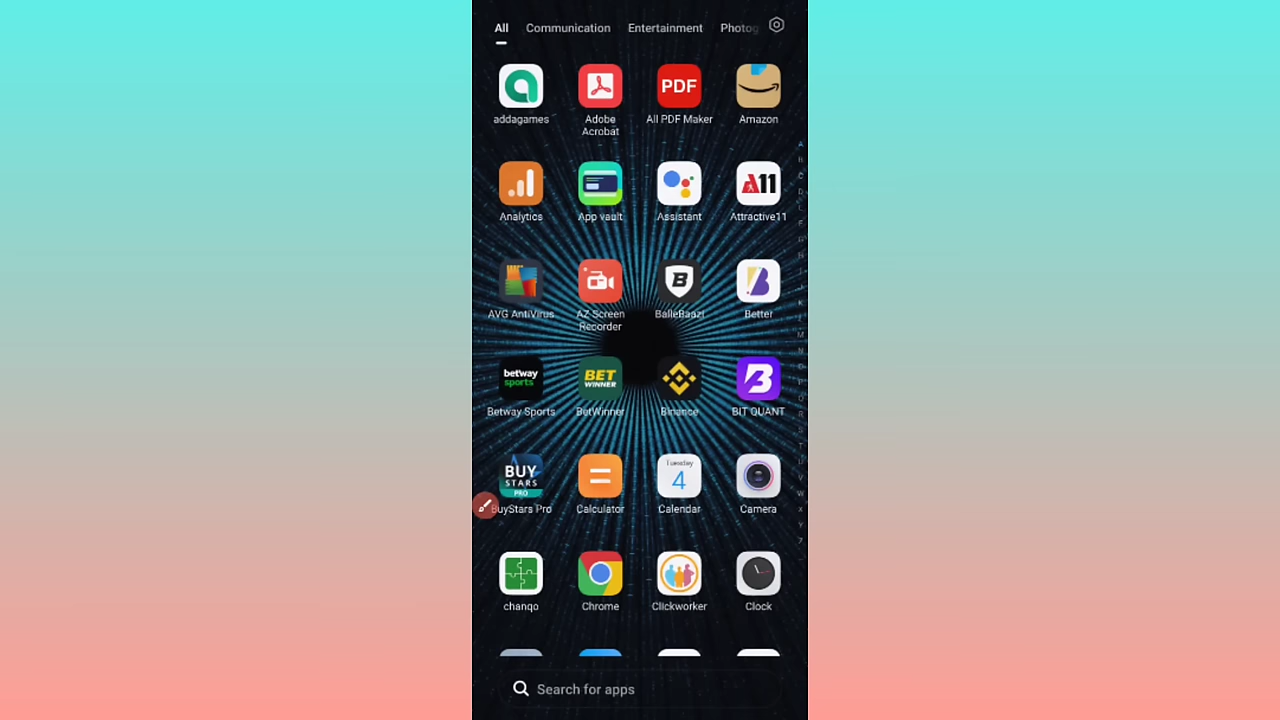 All Communication Entertainment Photog
addagames
Adobe
Acrobat
PDF
All PDF Maker
Amazon
Analytics
App vault
Assistant
A11
Attractive11
AVG AntiVirus
AZ Screen
Recorder
B
BalleBaazi
B
Better
betway
sports
Betway Sports
BET
WINNER
BetWinner
Binance
BIT QUANT
BUY
STARS
PRO
BuyStars Pro
Calculator
Tuesday
4
Calendar
Camera
chanqo
Chrome
Clickworker
Clock
Search for apps